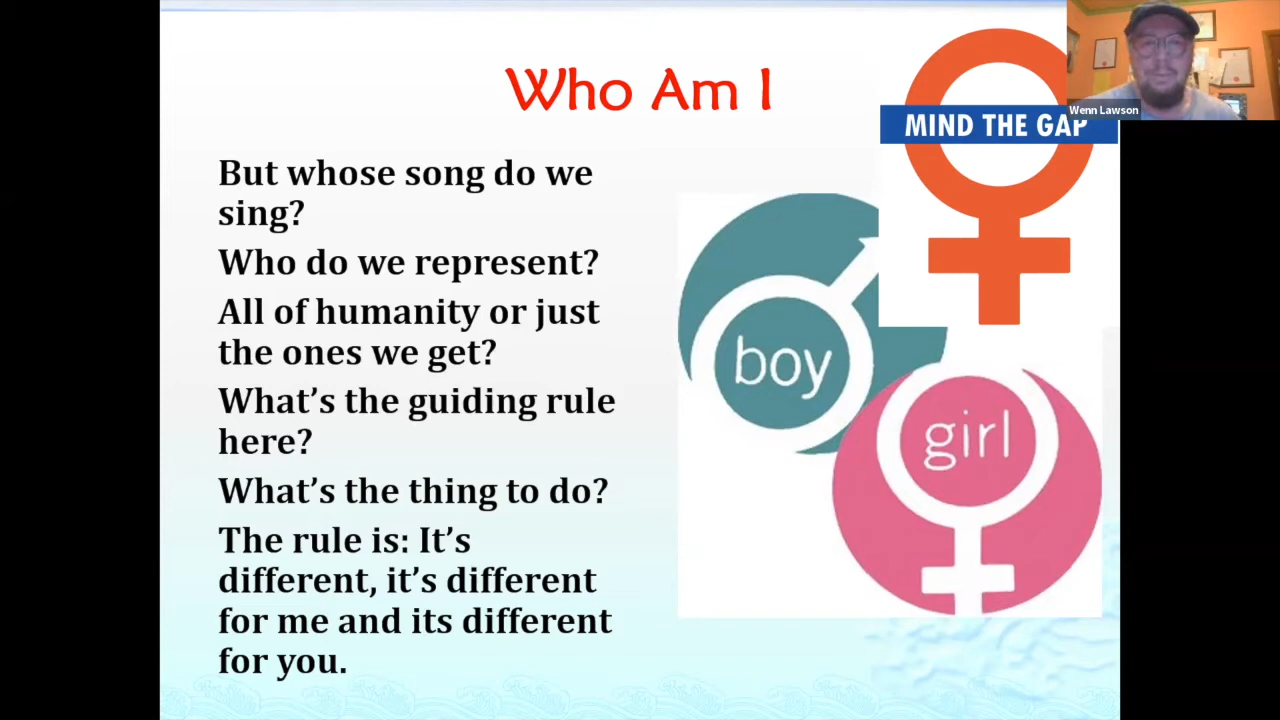 Who Am I
MIND THE GAP
Wenn Lawson
But whose song do we
sing?
Who do we represent?
All of humanity or just
the ones we get?
What’s the guiding rule
here?
What’s the thing to do?
The rule is: It’s
different, it’s different
for me and its different
for you.
boy
girl